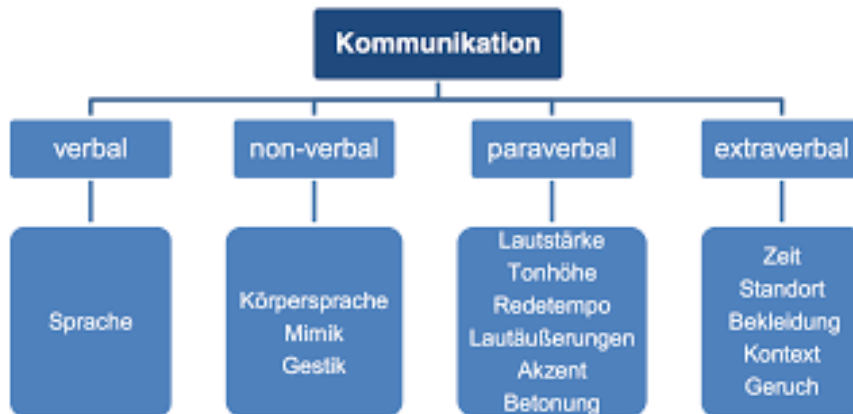 Kommunikation
verbal
non-verbal
paraverbal
extraverbal
Sprache
Körpersprache
Mimik
Gestik
Lautstärke
Tonhöhe
Redetempo
Lautäußerungen
Akzent
Betonung
Zeit
Standort
Bekleidung
Kontext
Geruch